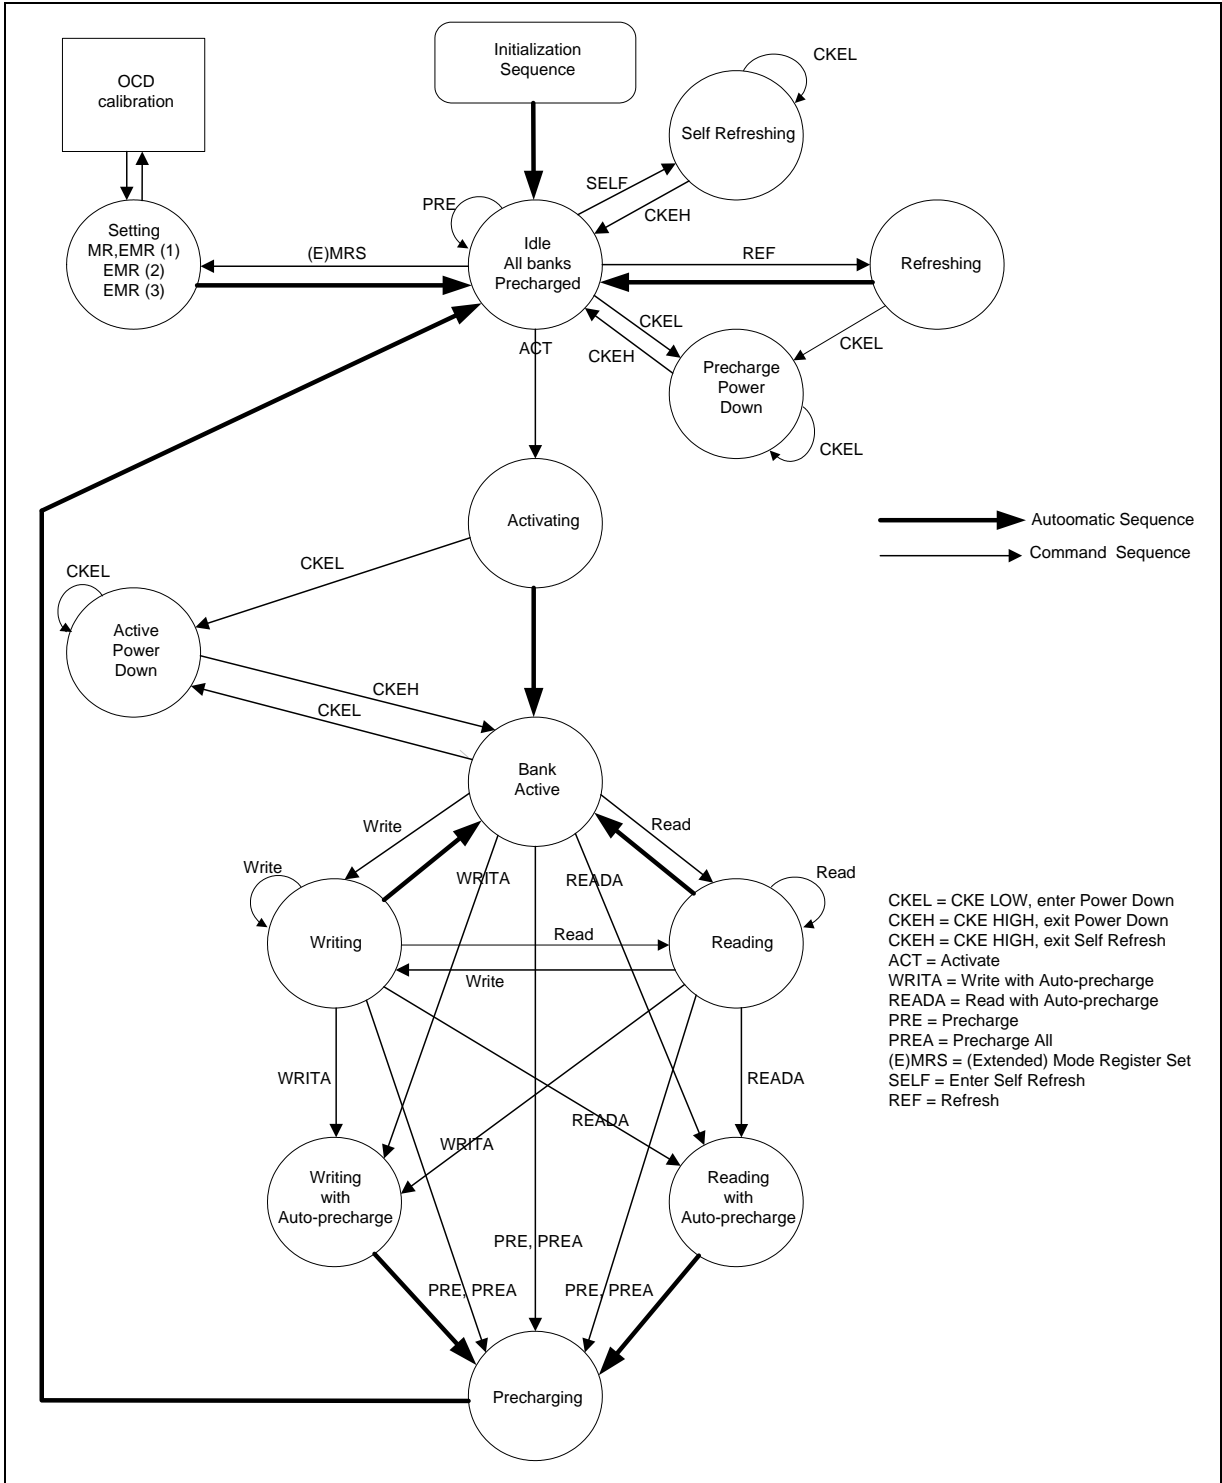 Initialization
Sequence
OCD
calibration
CKEL
Self Refreshing
SELF
CKEH
PRE
Setting
MR,EMR (1)
EMR (2)
EMR (3)
(E)MRS
Idle
All banks
Precharged
REF
Refreshing
CKEL
CKEH
CKEL
ACT
Precharge
Power
Down
CKEL
Activating
Autoomatic Sequence
Command Sequence
CKEL
CKEL
Active
Power
Down
CKEH
CKEL
Bank
Active
Write
Read
Write
WRITA
READA
Read
Writing
Read
Reading
Write
CKEL = CKE LOW, enter Power Down
CKEH = CKE HIGH, exit Power Down
CKEH = CKE HIGH, exit Self Refresh
ACT = Activate
WRITA = Write with Auto-precharge
READA = Read with Auto-precharge
PRE = Precharge
PREA = Precharge All
(E)MRS = (Extended) Mode Register Set
SELF = Enter Self Refresh
REF = Refresh
WRITA
READA
READA
WRITA
Writing
with
Auto-precharge
Reading
with
Auto-precharge
PRE, PREA
PRE, PREA
PRE, PREA
Precharging